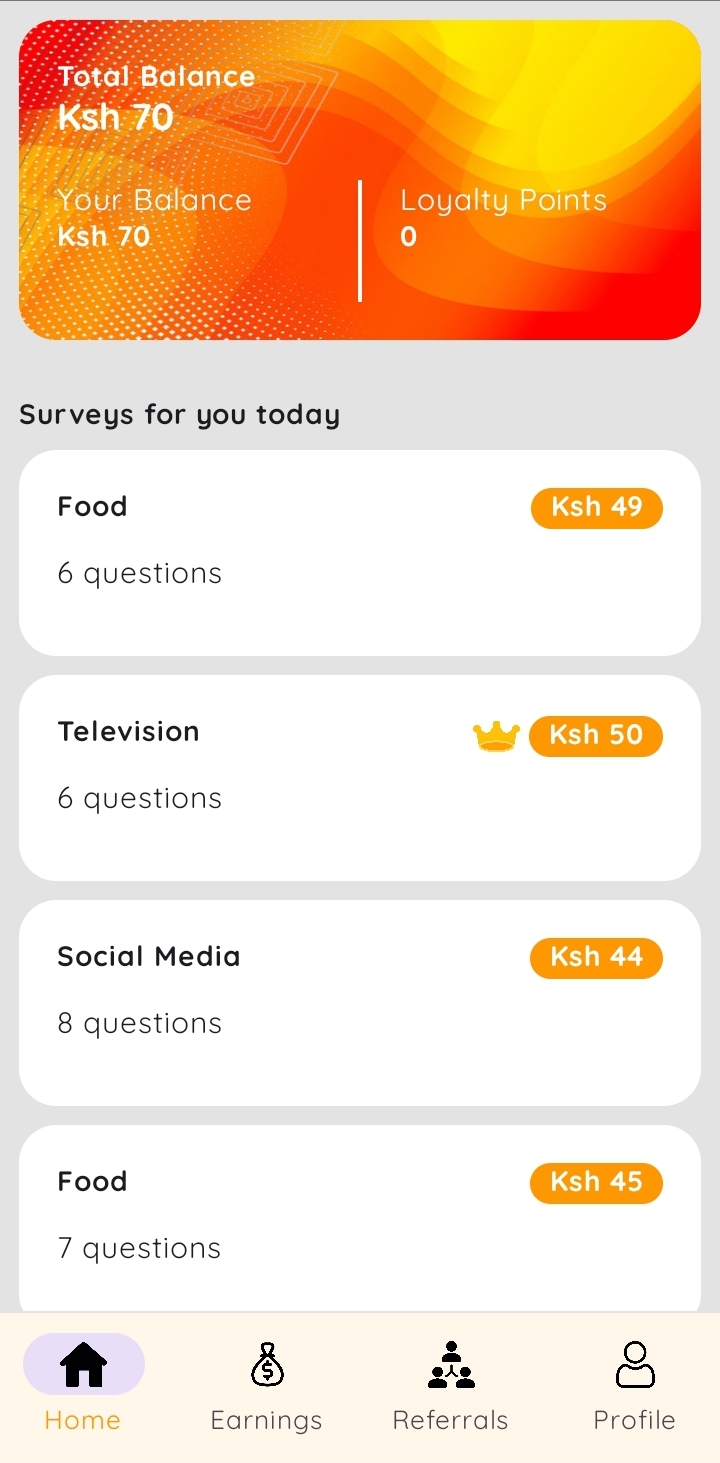 Total Balance
Ksh 70
Your Balance
Ksh 70
Loyalty Points
0
Surveys for you today
Food
Ksh 49
6 questions
Television
Ksh 50
6 questions
Social Media
Ksh 44
8 questions
Food
Ksh 45
7 questions
Home
Earnings
Referrals
Profile